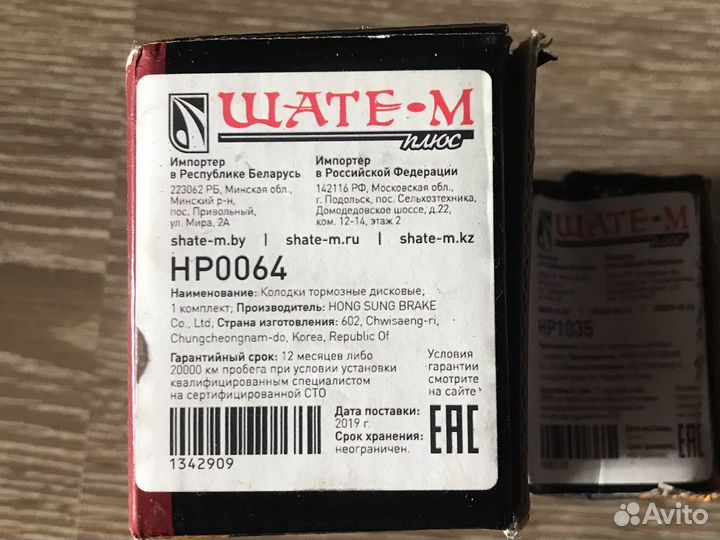 ШАТЕ-М
плюс
Импортер
в Республике Беларусь
223062 РБ, Минская обл.,
Минский р-н,
пос. Привольный,
ул. Мира, 2А
Импортер
в Российской Федерации
142116 РФ, Московская обл.,
г. Подольск, пос. Сельхозтехника,
Домодедовское шоссе, д.22,
ком. 12-14, этаж 2
shate-m.by | shate-m.ru | shate-m.kz
HP0064
Наименование: Колодки тормозные дисковые;
1 комплект; Производитель: HONG SUNG BRAKE
Co., Ltd; Страна изготовления: 602, Chwisaeng-ri,
Chungcheongnam-do, Korea, Republic Of
Гарантийный срок: 12 месяцев либо
20000 км пробега при условии установки
квалифицированным специалистом
на сертифицированной СТО
Условия
гарантии
смотрите
на сайте
Дата поставки:
2019 г.
Срок хранения:
неограничен.
EAC
1342909
ШАТЕ-М
плюс
HP1035
EAC
Avito